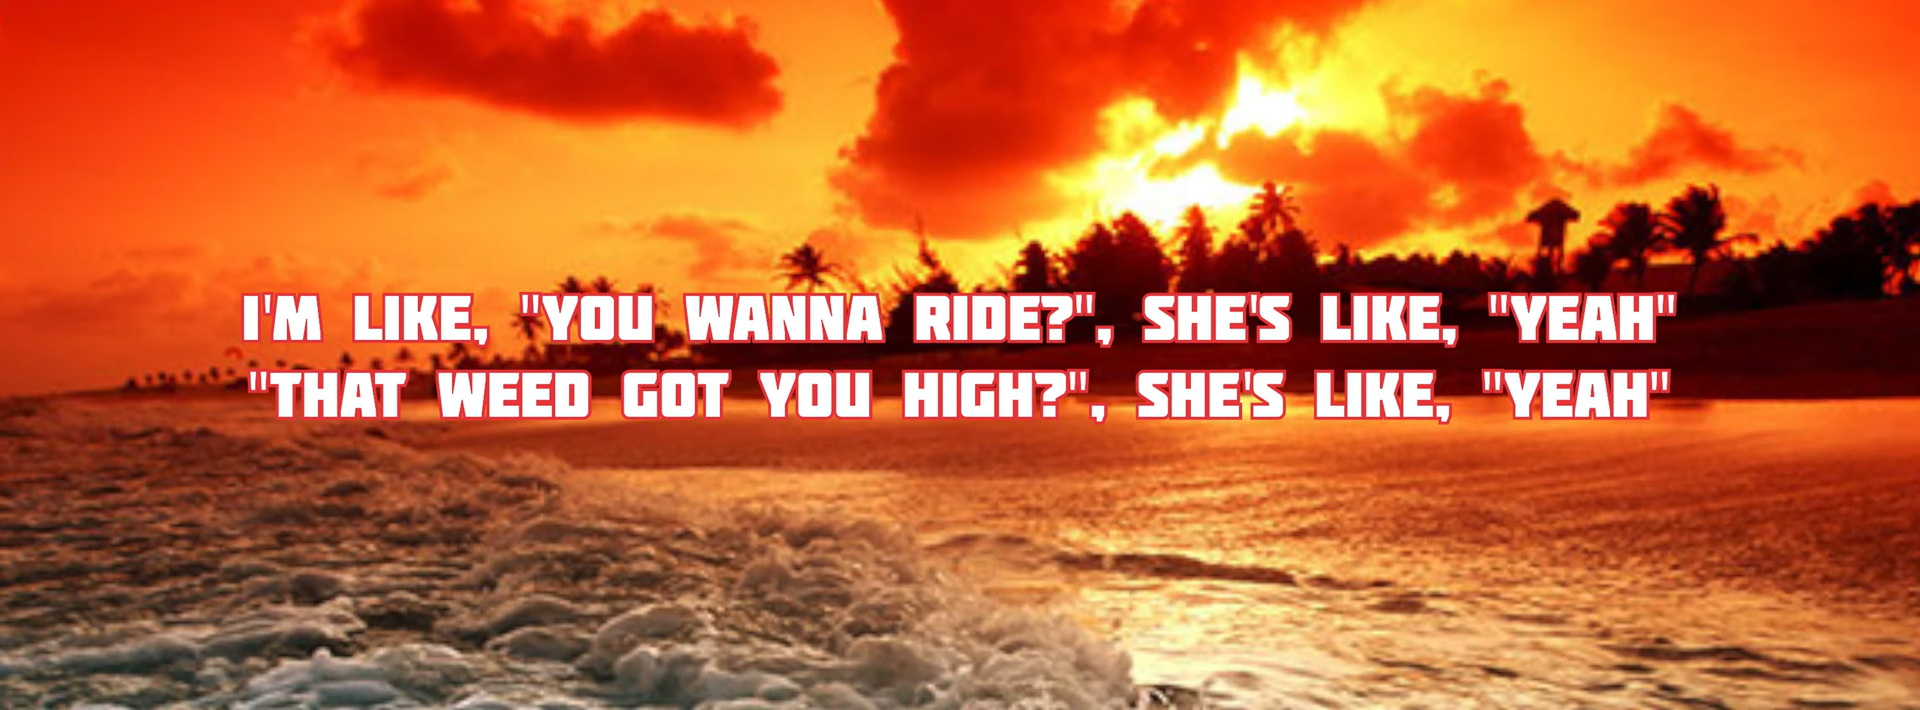 I'M LIKE, "YOU WANNA RIDE?", SHE'S LIKE, "YEAH"
"THAT WEED GOT YOU HIGH?", SHE'S LIKE, "YEAH"